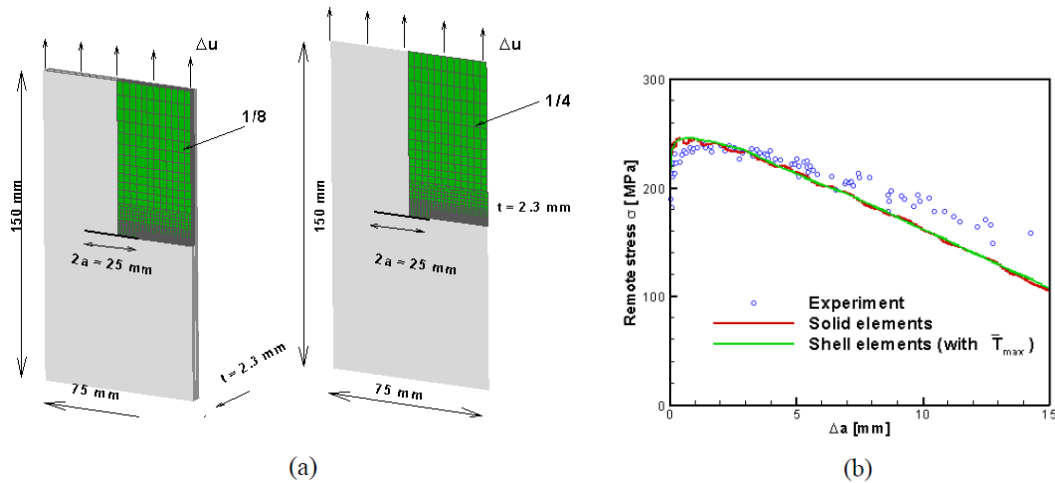 Δu
1/8
150 mm
2a = 25 mm
75 mm
t = 2.3 mm
Δu
1/4
150 mm
t = 2.3 mm
2a = 25 mm
75 mm
(a)
300
200
100
0
0
5
10
15
Remote stress σ [MPa]
Δa [mm]
Experiment
Solid elements
Shell elements (with T̄max )
(b)